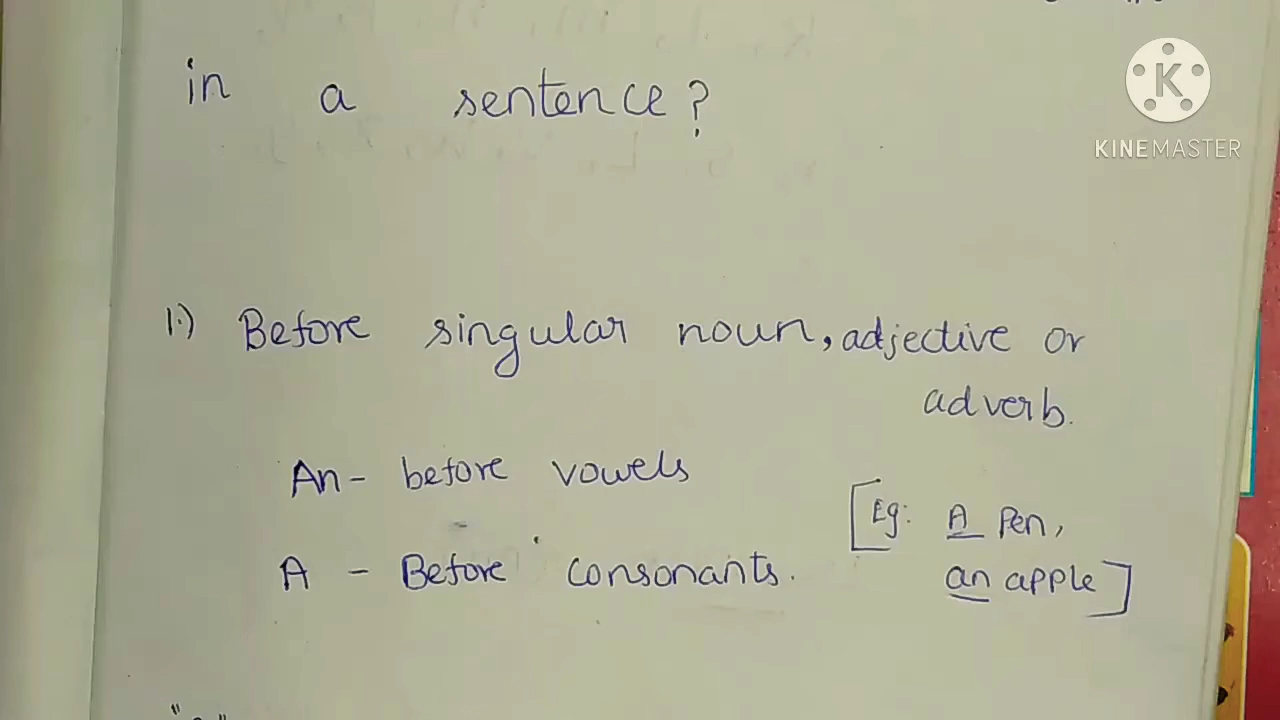 in a sentence?
KINEMASTER
1.) Before singular noun, adjective or
adverb.
An - before vowels
[Eg: A Pen,
A - Before consonants.
an apple]